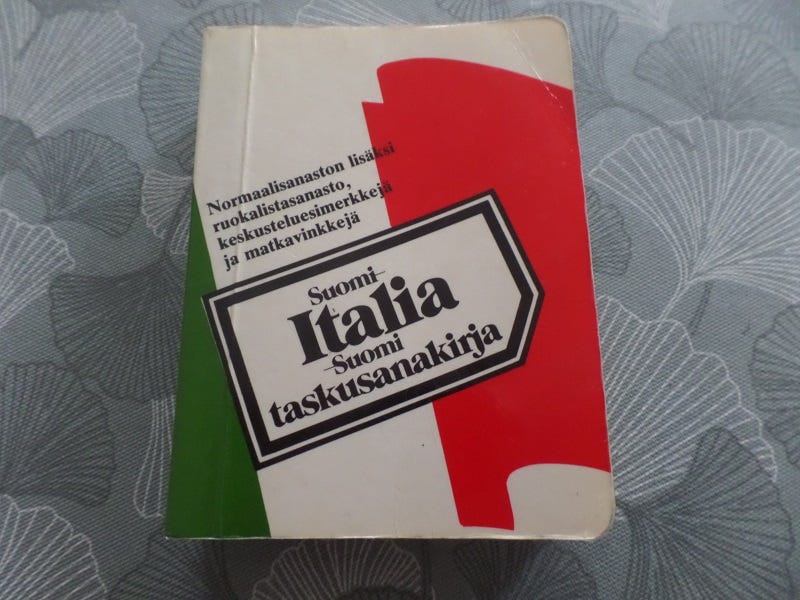 Normaalisanaston lisäksi
ruokalistasanasto,
keskusteluesimerkkejä
ja matkavinkkejä
Suomi-
Italia
-Suomi
taskusanakirja